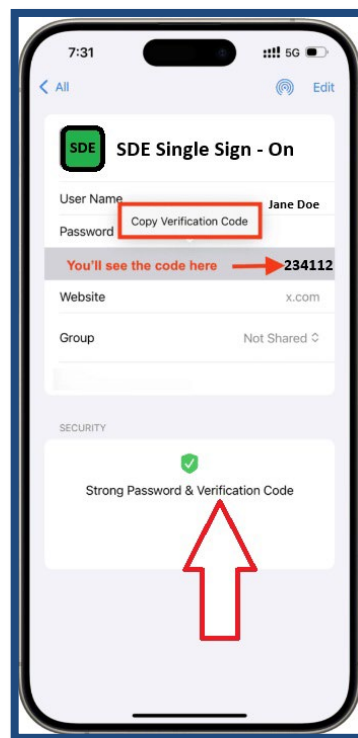 7:31
5G
All
Edit
SDE
SDE Single Sign - On
User Name
Jane Doe
Copy Verification Code
Password
You'll see the code here
234112
Website
x.com
Group
Not Shared
SECURITY
Strong Password & Verification Code